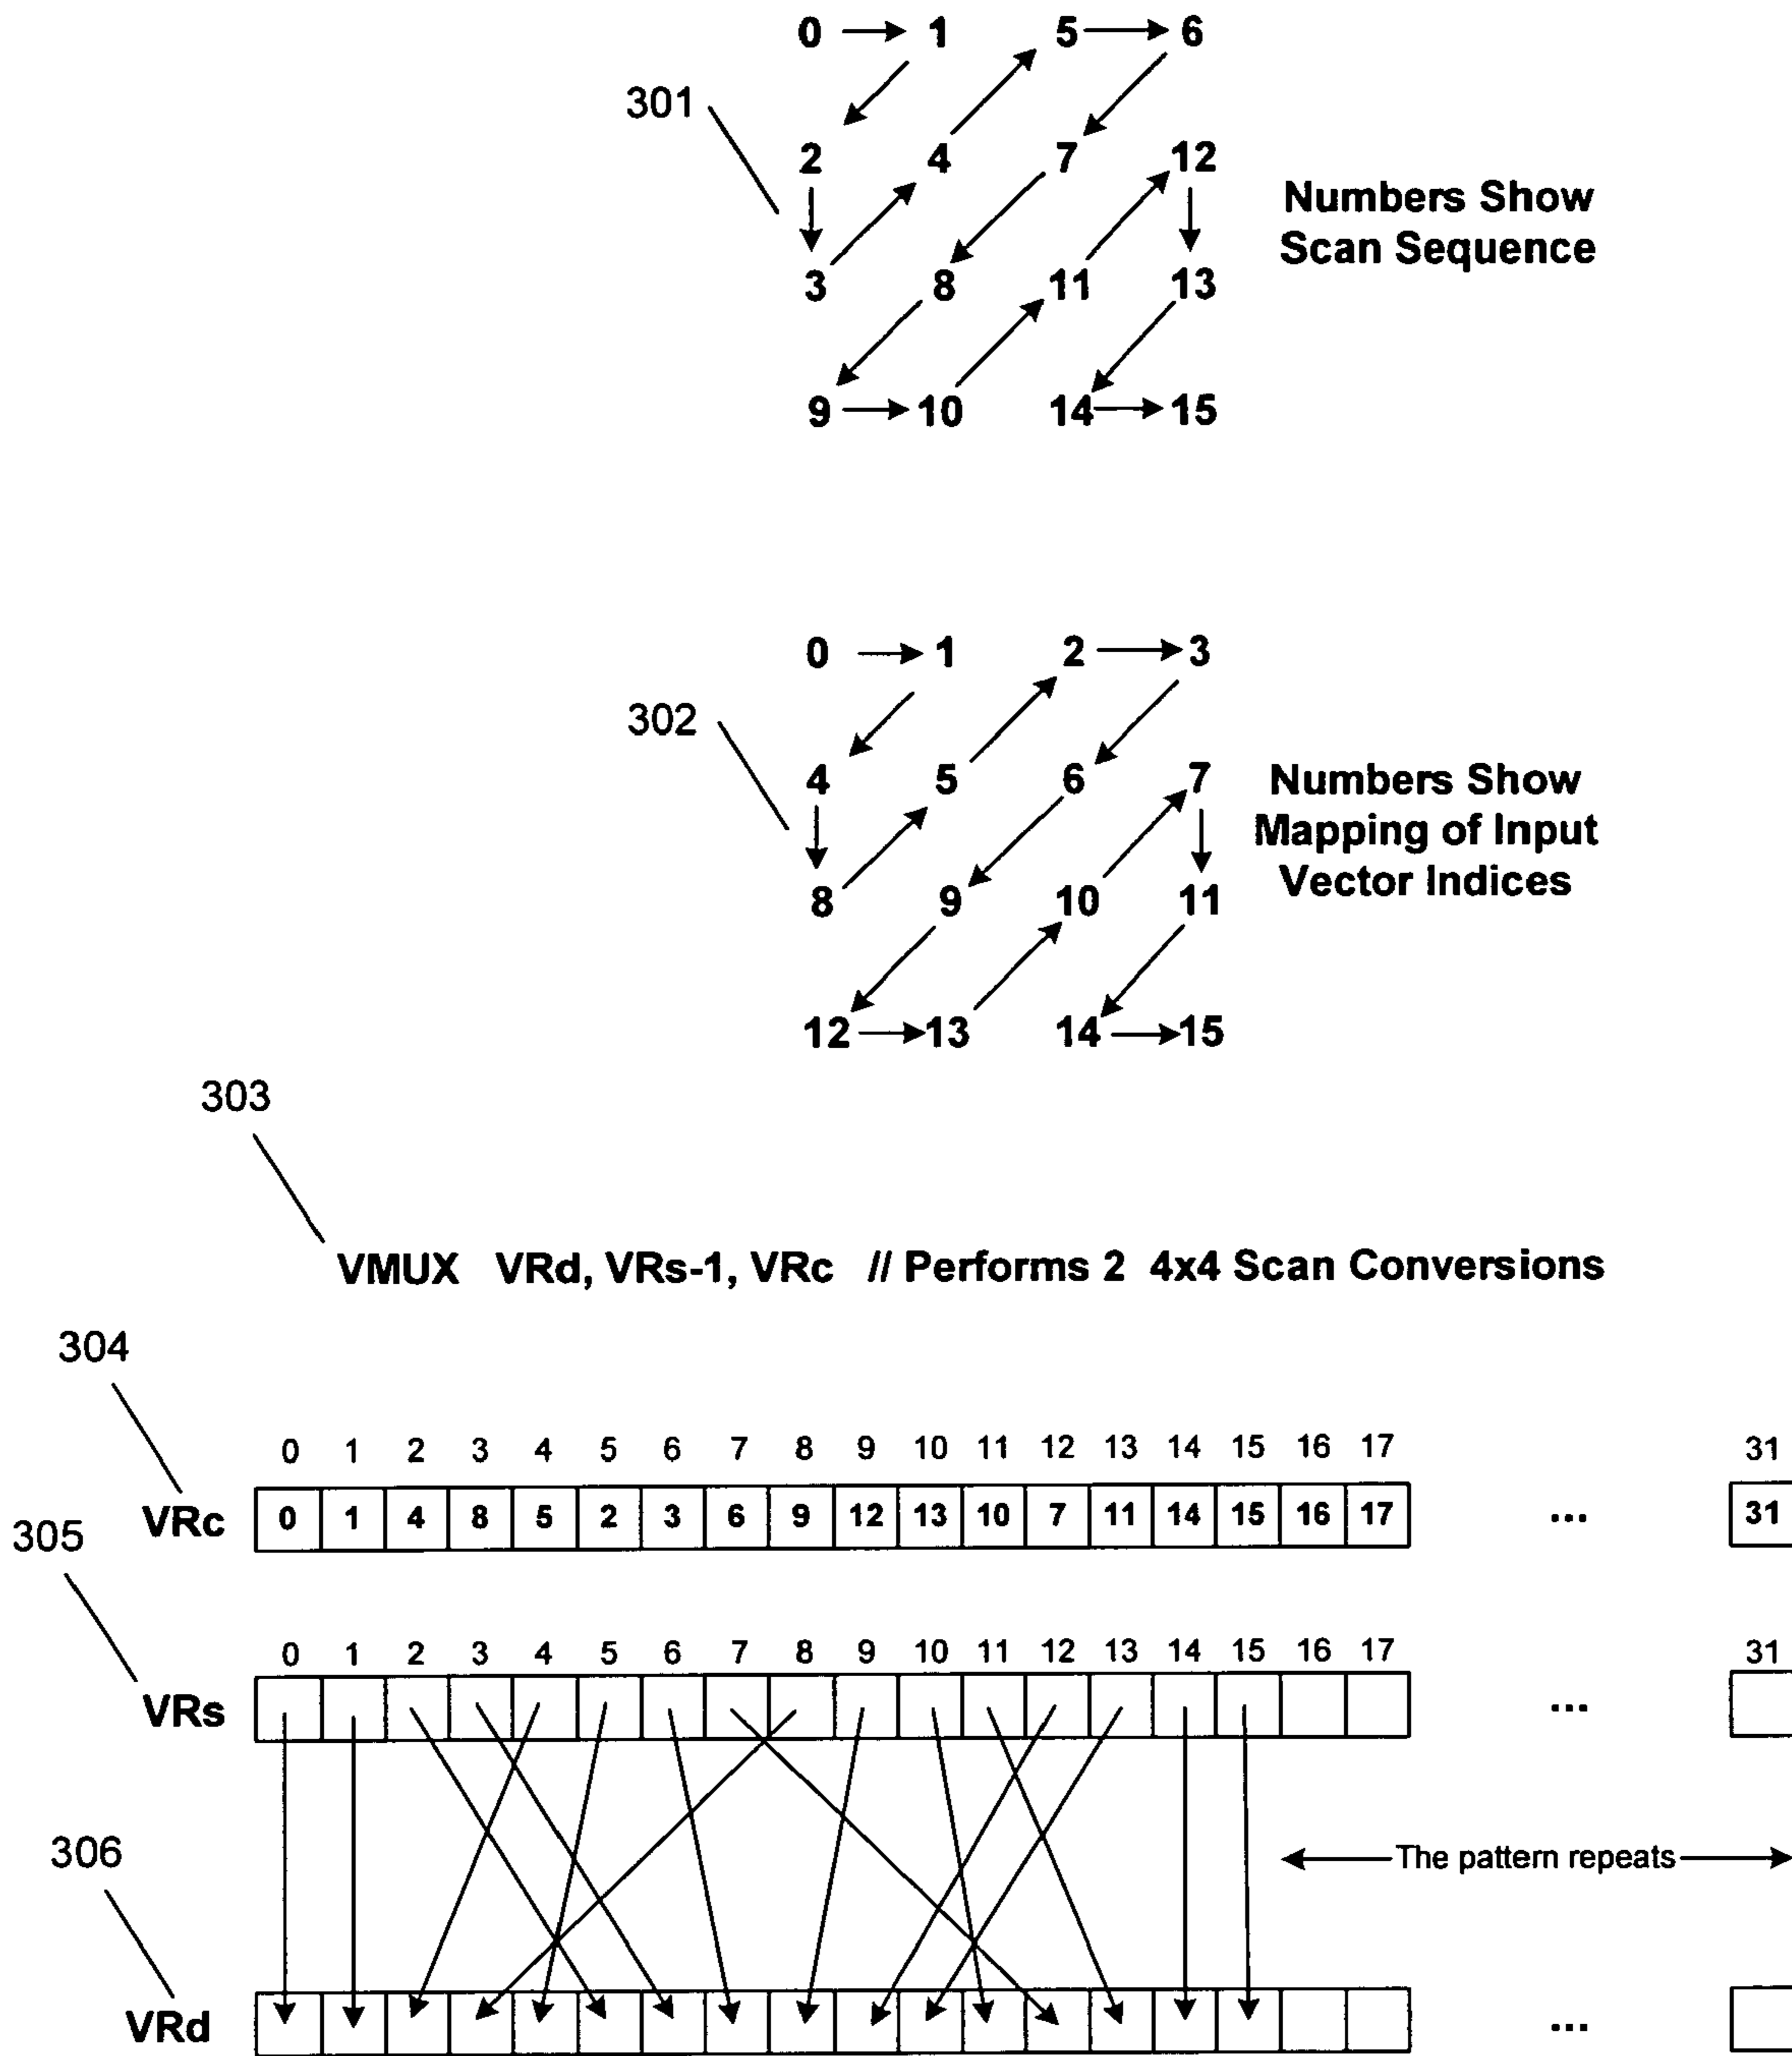 0 1 5 6
301
2 4 7 12
Numbers Show
Scan Sequence
3 8 11 13
9 10 14 15
0 1 2 3
302
4 5 6 7
Numbers Show
Mapping of Input
Vector Indices
8 9 10 11
12 13 14 15
303
VMUX VRd, VRs-1, VRc // Performs 2 4x4 Scan Conversions
304
0 1 2 3 4 5 6 7 8 9 10 11 12 13 14 15 16 17 31
VRc 0 1 4 8 5 2 3 6 9 12 13 10 7 11 14 15 16 17 ... 31
305
0 1 2 3 4 5 6 7 8 9 10 11 12 13 14 15 16 17 31
VRs ...
306
The pattern repeats
VRd ...